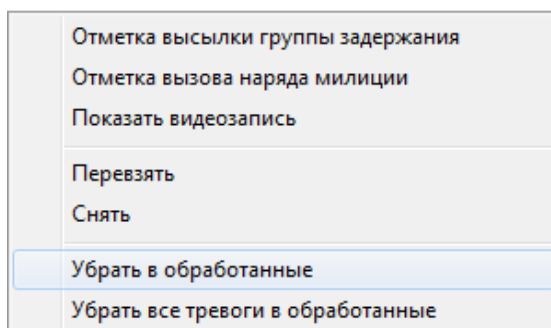 Отметка высылки группы задержания
Отметка вызова наряда милиции
Показать видеозапись
Перевзять
Снять
Убрать в обработанные
Убрать все тревоги в обработанные